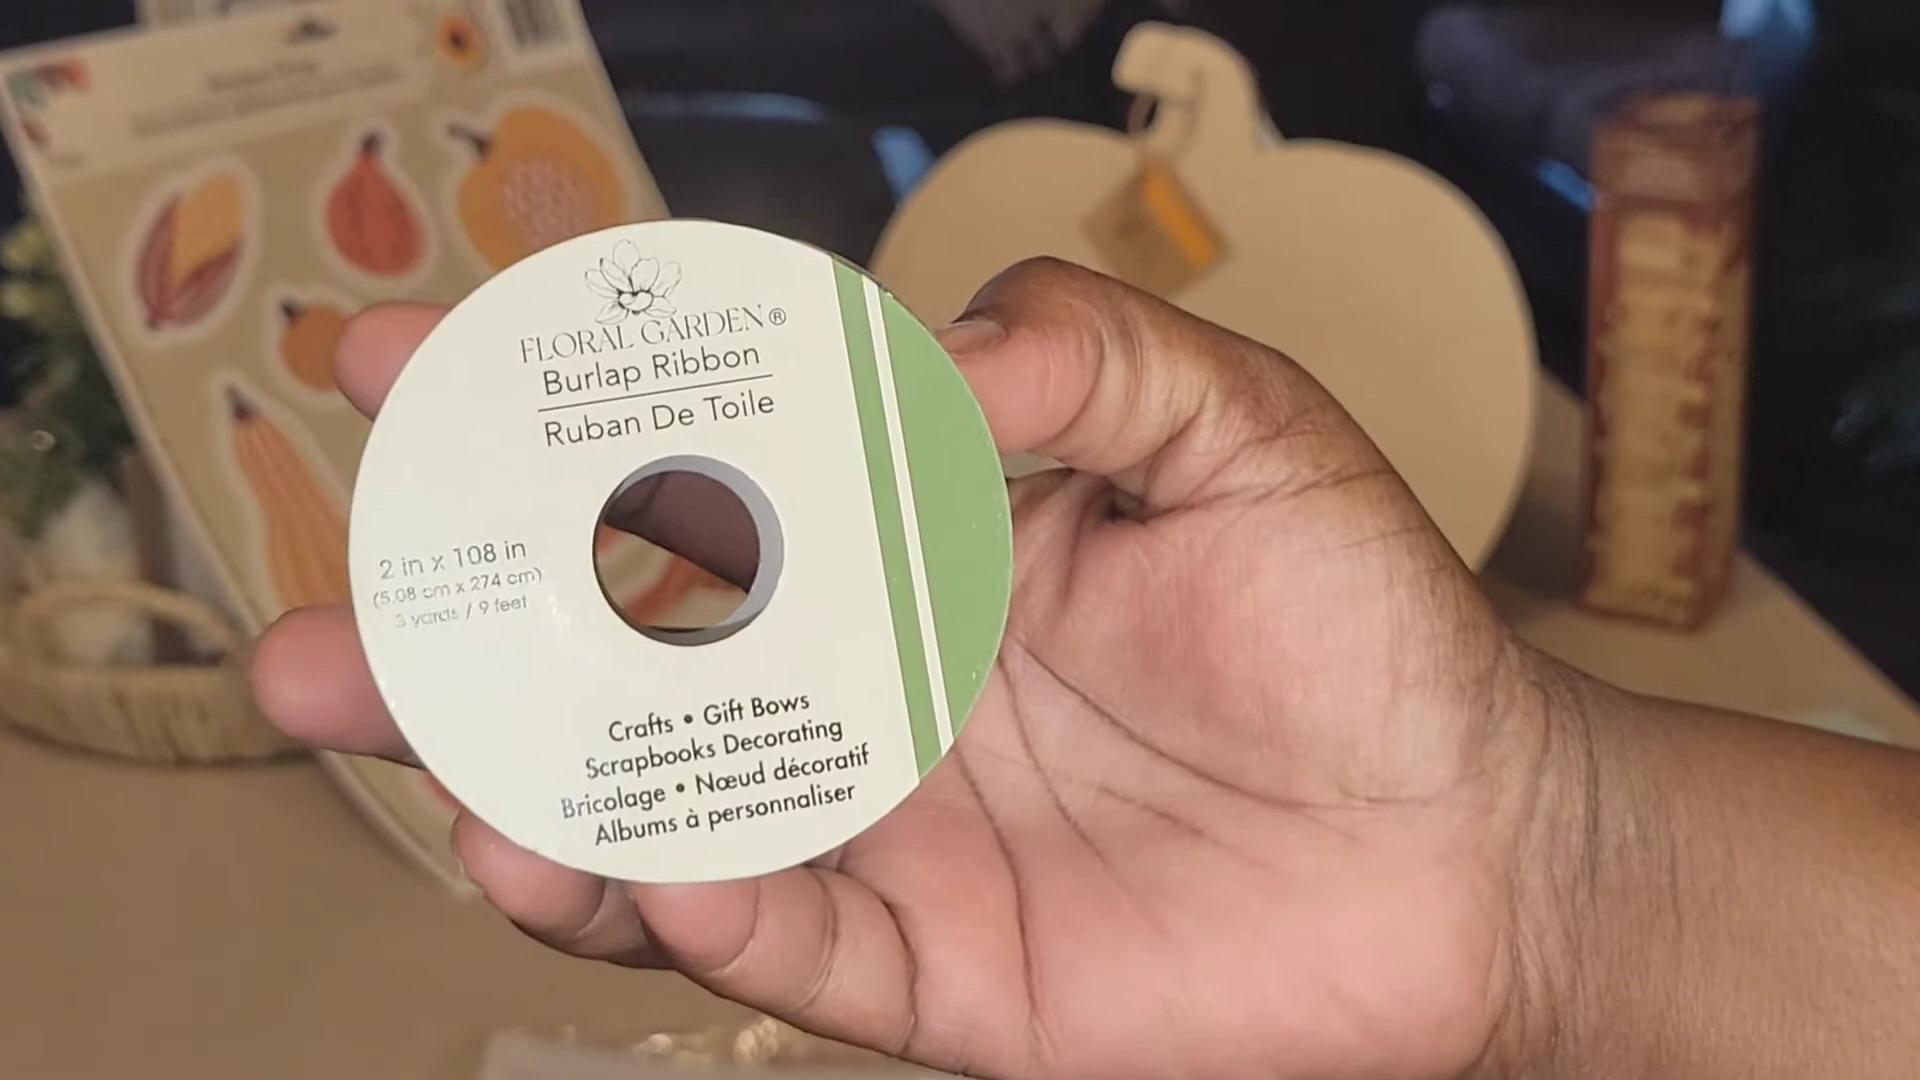 FLORAL GARDEN®
Burlap Ribbon
Ruban De Toile
2 in x 108 in
(5.08 cm x 274 cm)
3 yards / 9 feet
Crafts • Gift Bows
Scrapbooks Decorating
Bricolage • Nœud décoratif
Albums à personnaliser